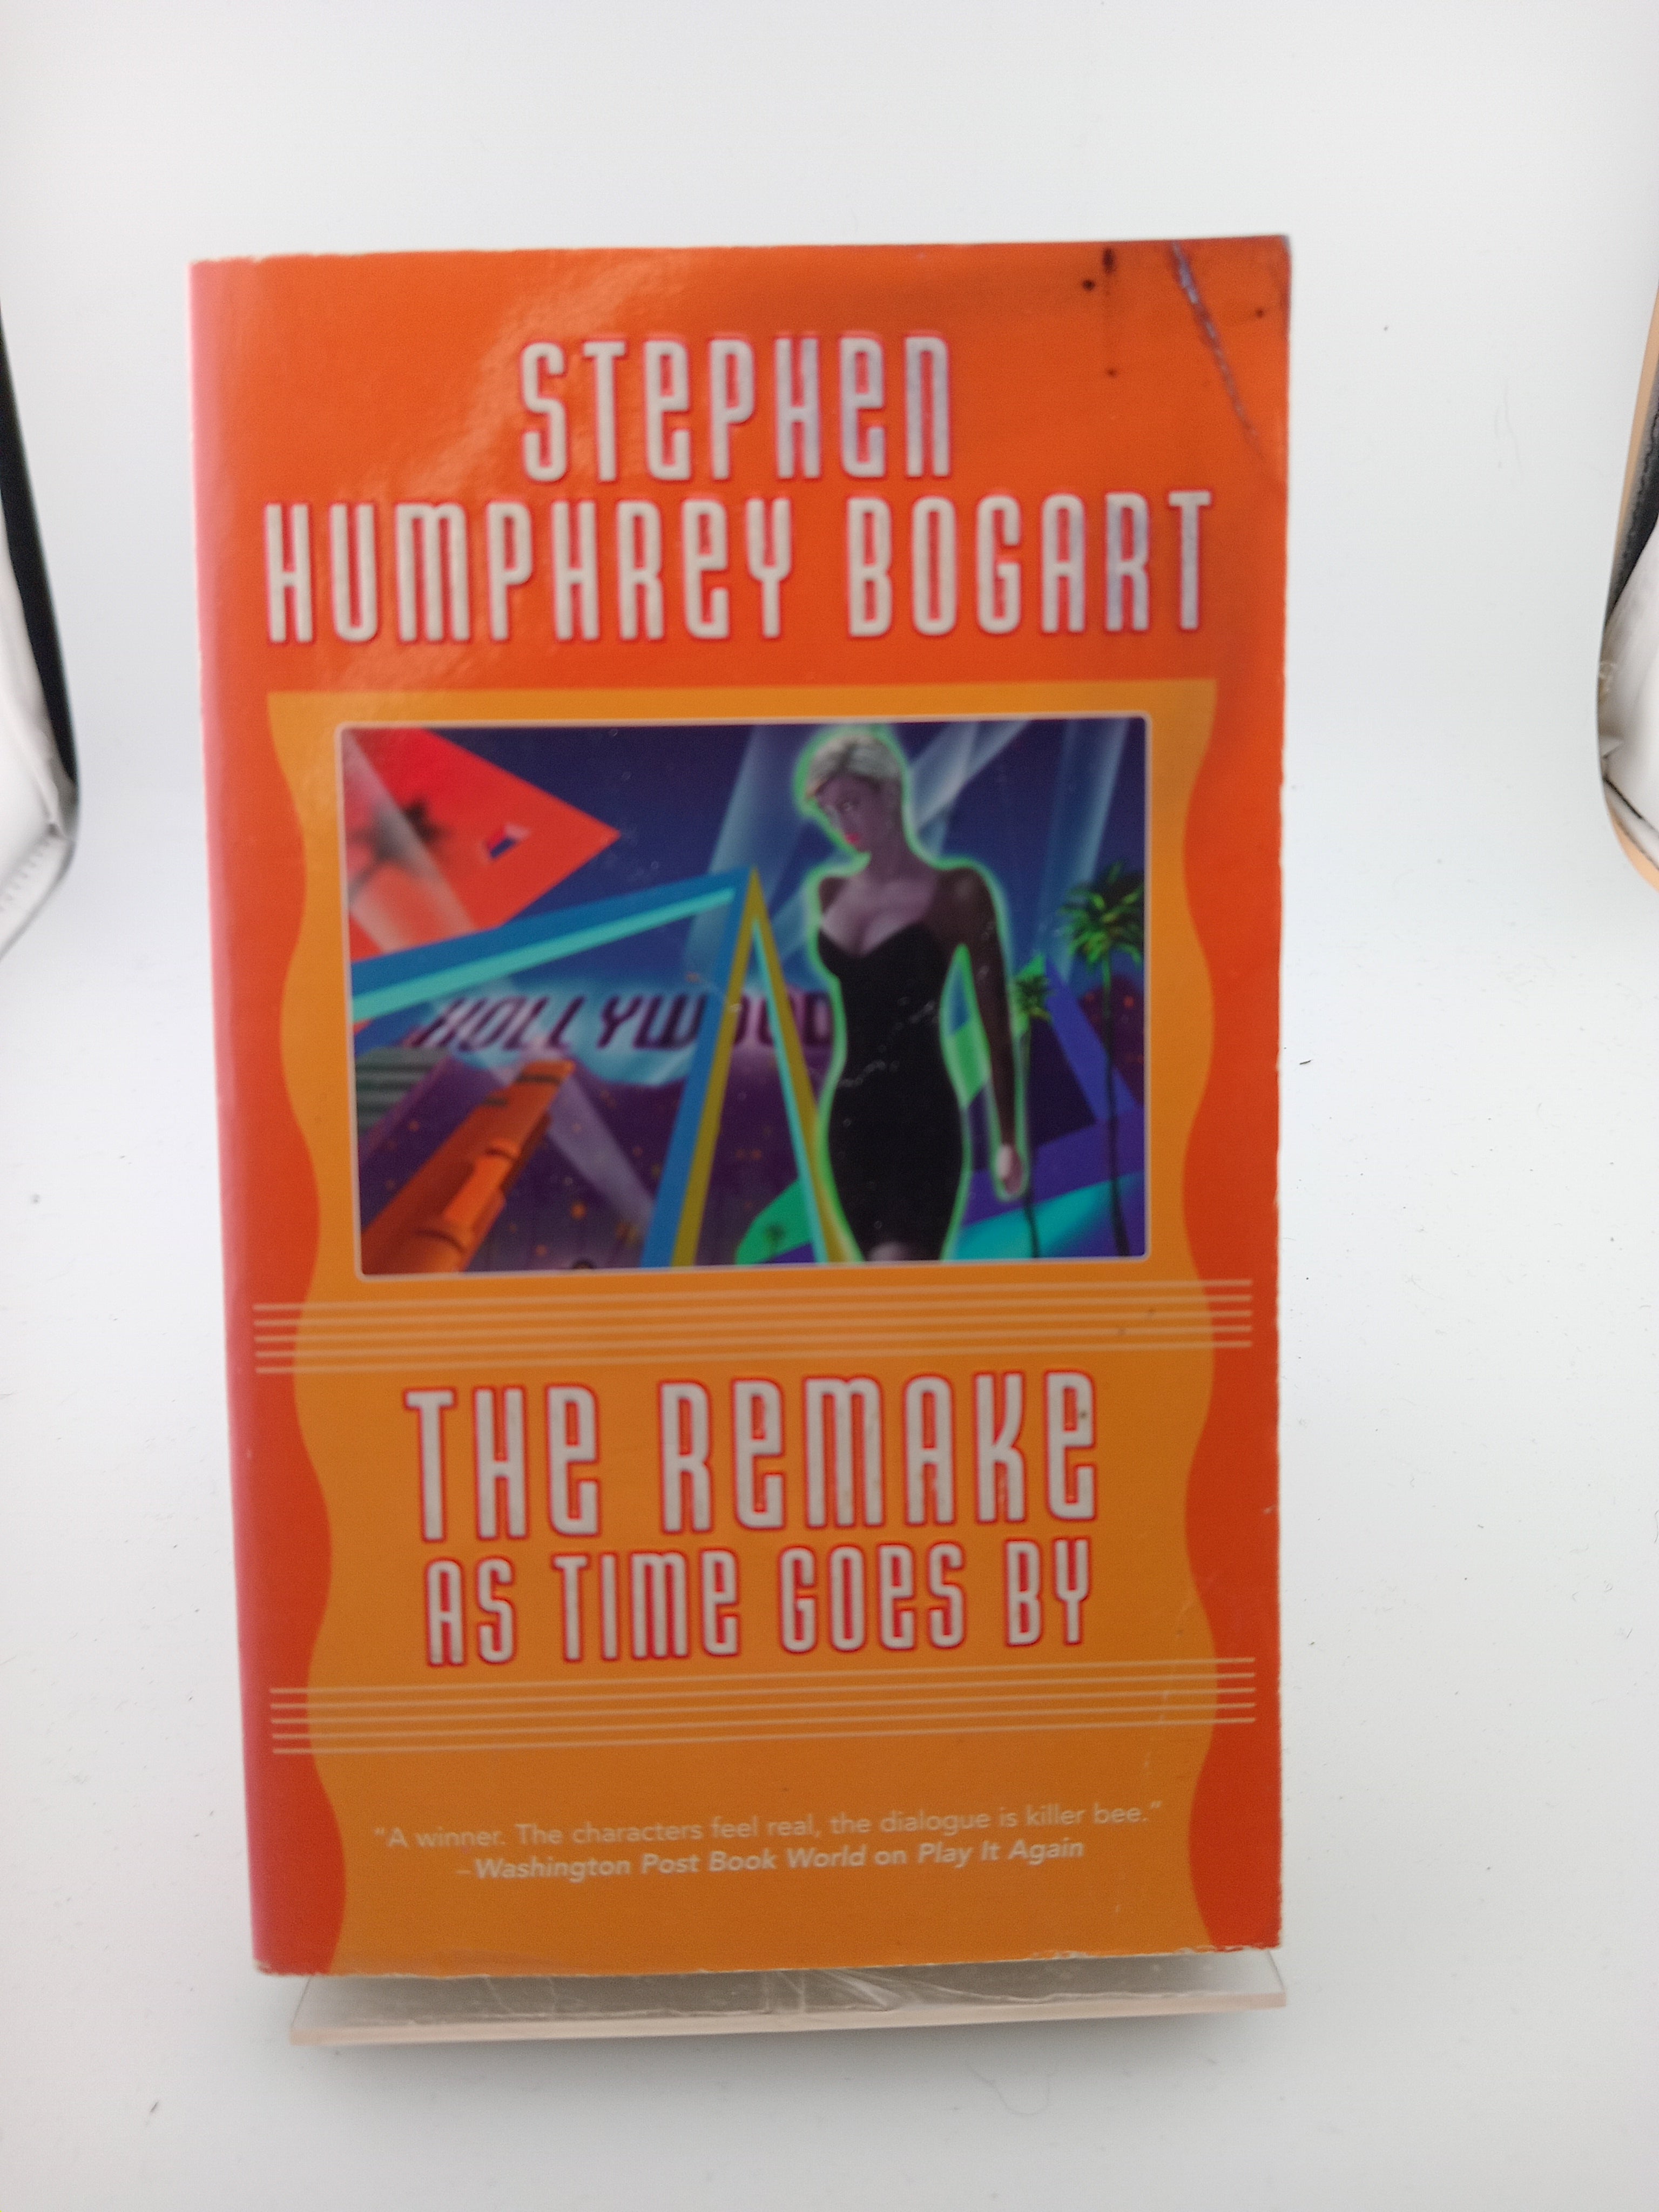 STEPHEN
HUMPHREY BOGART
HOLLYWOOD
THE REMAKE
AS TIME GOES BY
"A winner. The characters feel real, the dialogue is killer bee."
–Washington Post Book World on Play It Again